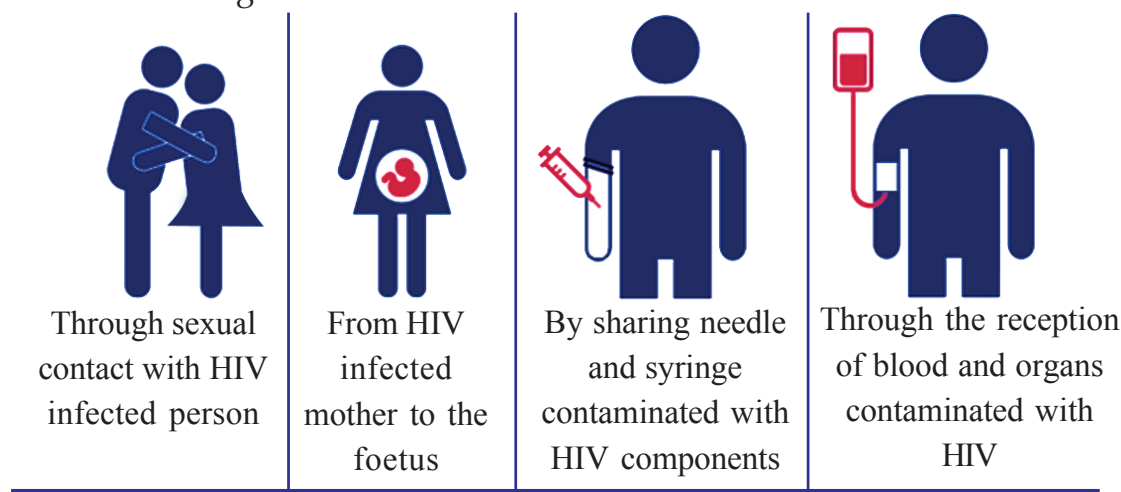 Through sexual
contact with HIV
infected person
From HIV
infected
mother to the
foetus
By sharing needle
and syringe
contaminated with
HIV components
Through the reception
of blood and organs
contaminated with
HIV